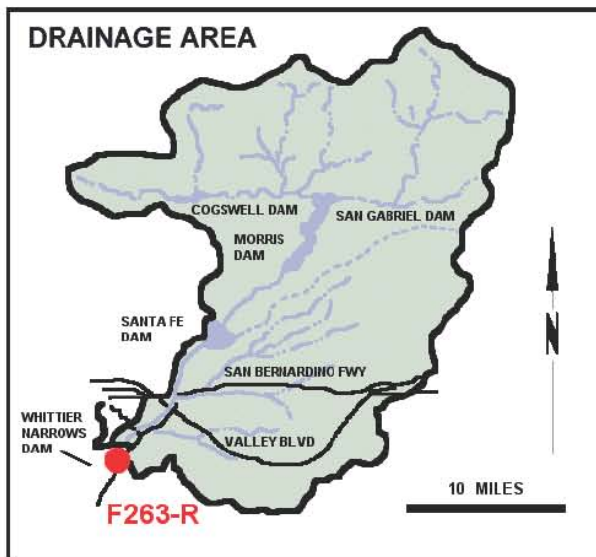 DRAINAGE AREA
COGSWELL DAM
SAN GABRIEL DAM
MORRIS
DAM
SANTA FE
DAM
N
SAN BERNARDINO FWY
WHITTIER
NARROWS
DAM
VALLEY BLVD
10 MILES
F263-R